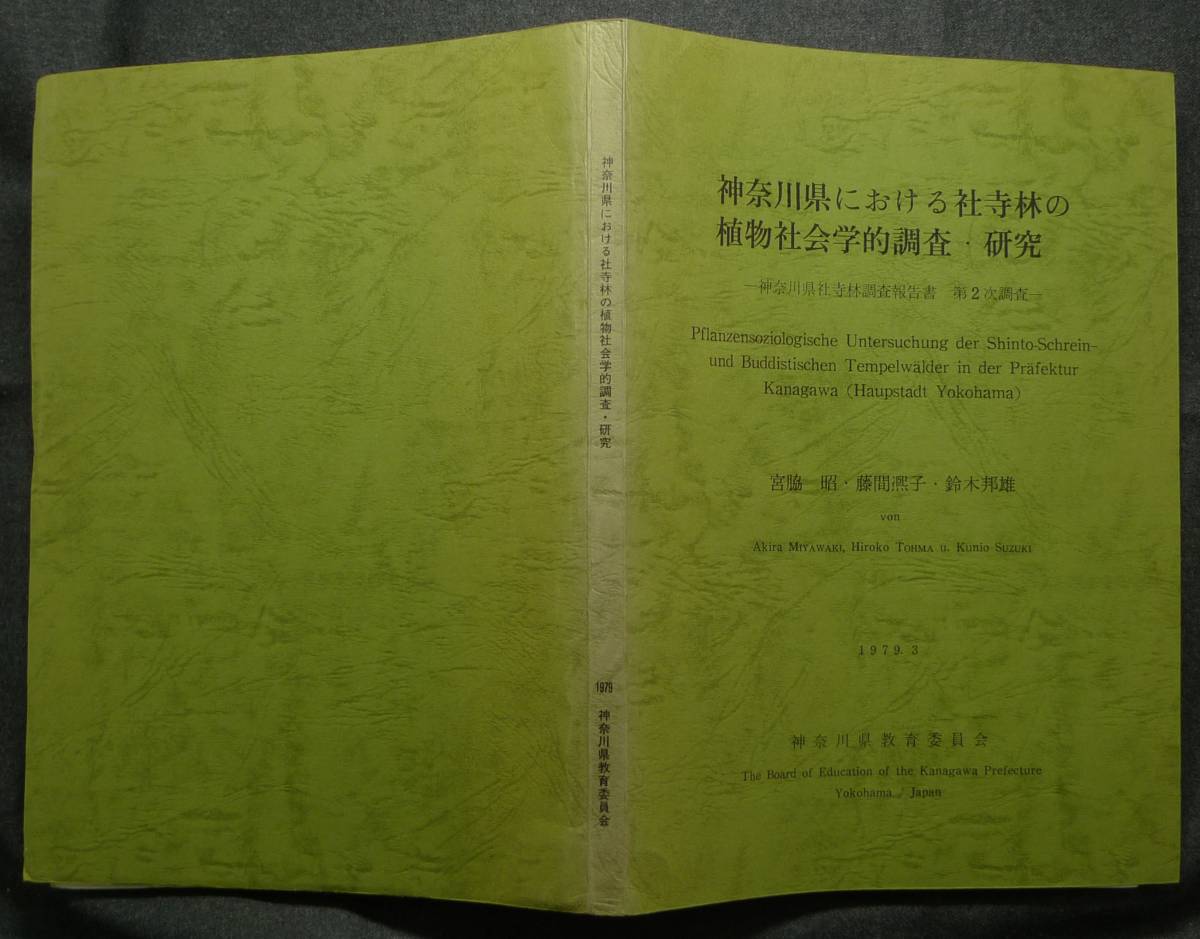 神奈川県における社寺林の植物社会学的調査・研究
1979 神奈川県教育委員会
神奈川県における社寺林の
植物社会学的調査・研究
―神奈川県社寺林調査報告書 第2次調査―
Pflanzensoziologische Untersuchung der Shinto-Schrein-
und Buddistischen Tempelwälder in der Präfektur
Kanagawa (Haupstadt Yokohama)
宮脇 昭・藤間凞子・鈴木邦雄
von
Akira MIYAWAKI, Hiroko TOHMA u. Kunio SUZUKI
1979. 3
神奈川県教育委員会
The Board of Education of the Kanagawa Prefecture
Yokohama / Japan